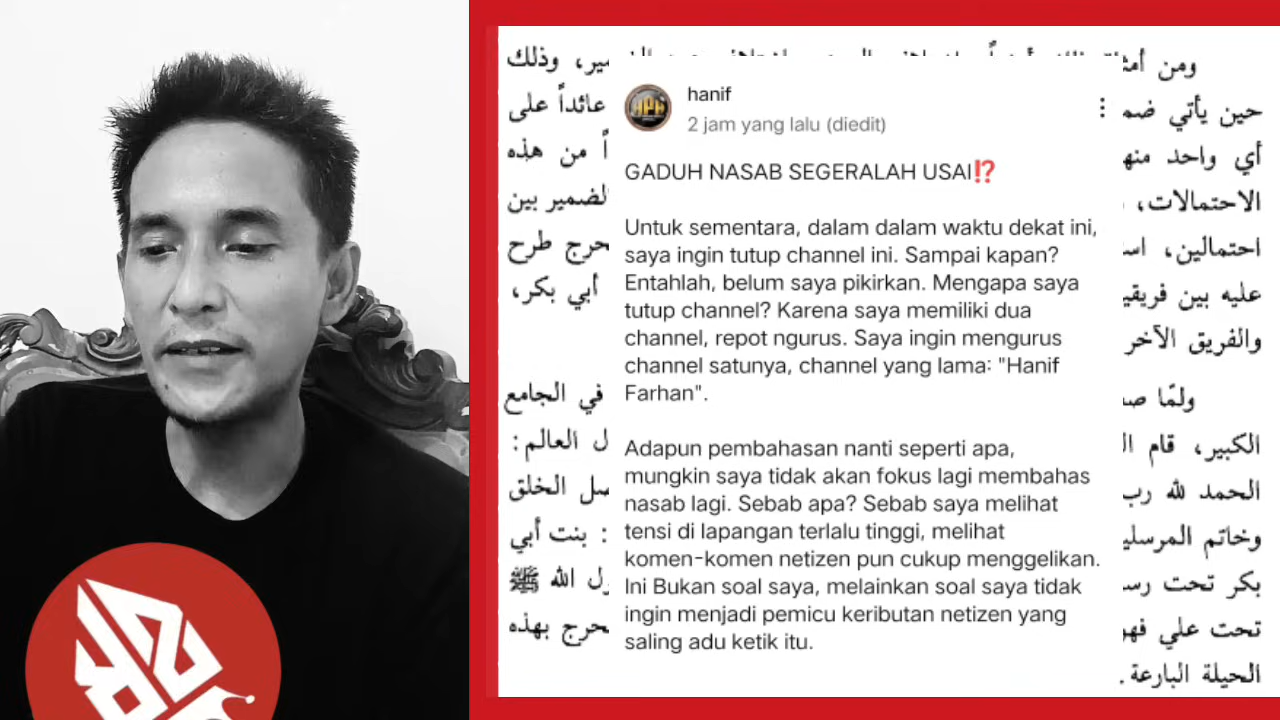 ومن
حين يأتي ضم
أي واحد منه
الاحتمالات،
احتمالين، اس
عليه بين فريقي
والفريق الآخر
ولمّا
الكبير، قام ال
الحمد لله رب
وخاتم المرسلي
بكر تحت رس
تحت علي فهو
الحيلة البارعة.
وذلك
عائداً على
من هذه
الضمير بين
طرح
أبي بكر،
في الجامع
العالم:
الخلق
: بنت أبي
الله ﷺ
بهذه
hanif
2 jam yang lalu (diedit)
GADUH NASAB SEGERALAH USAI⁉️
Untuk sementara, dalam dalam waktu dekat ini,
saya ingin tutup channel ini. Sampai kapan?
Entahlah, belum saya pikirkan. Mengapa saya
tutup channel? Karena saya memiliki dua
channel, repot ngurus. Saya ingin mengurus
channel satunya, channel yang lama: "Hanif
Farhan".
Adapun pembahasan nanti seperti apa,
mungkin saya tidak akan fokus lagi membahas
nasab lagi. Sebab apa? Sebab saya melihat
tensi di lapangan terlalu tinggi, melihat
komen-komen netizen pun cukup menggelikan.
Ini Bukan soal saya, melainkan soal saya tidak
ingin menjadi pemicu keributan netizen yang
saling adu ketik itu.